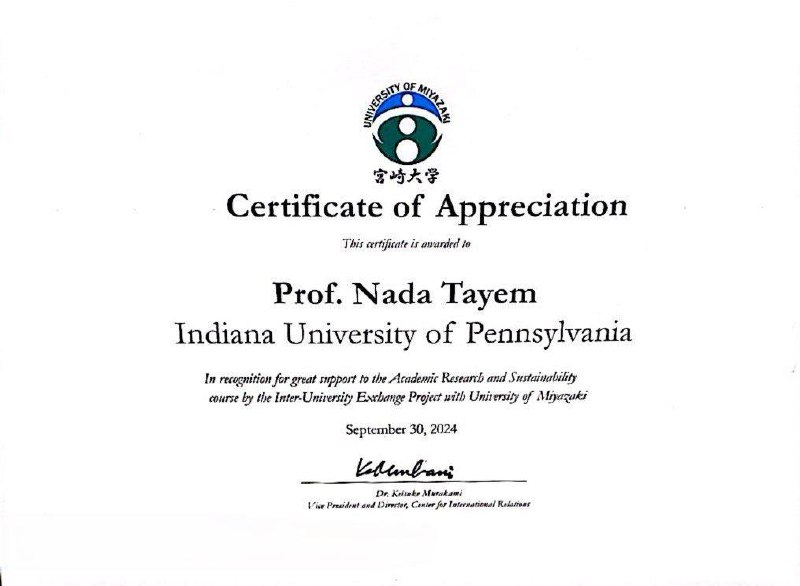 UNIVERSITY OF MIYAZAKI
宮崎大学
Certificate of Appreciation
This certificate is awarded to
Prof. Nada Tayem
Indiana University of Pennsylvania
In recognition for great support to the Academic Research and Sustainability
course by the Inter-University Exchange Project with University of Miyazaki
September 30, 2024
Dr. Keisuke Murakami
Vice President and Director, Center for International Relations